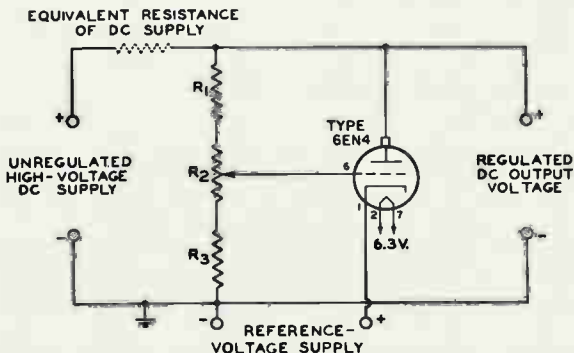 EQUIVALENT RESISTANCE
OF DC SUPPLY
R1
TYPE
6EN4
+
+
UNREGULATED
HIGH-VOLTAGE
DC SUPPLY
R2
6
REGULATED
DC OUTPUT
VOLTAGE
1
2
7
6.3V.
-
-
R3
-
+
REFERENCE-
VOLTAGE SUPPLY